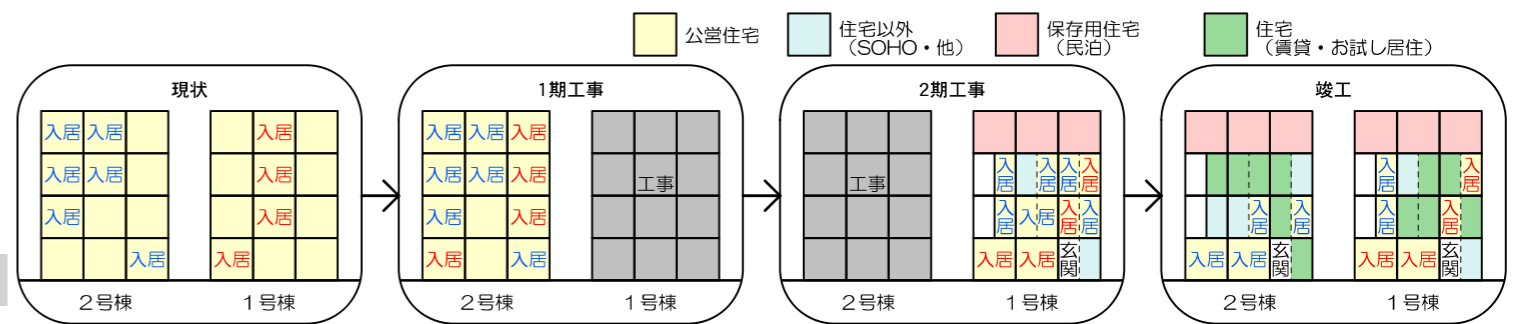 公営住宅
住宅以外
（SOHO・他）
保存用住宅
（民泊）
住宅
（賃貸・お試し居住）
現状
入居 入居
入居
入居 入居
入居
入居
入居
入居
入居
2号棟
1号棟
1期工事
入居 入居 入居
入居 入居 入居
工事
入居 入居
入居 入居
2号棟
1号棟
2期工事
工事
入居 入居 入居 入居
入居 入居 入居 入居
入居 入居 玄関
2号棟
1号棟
竣工
入居 入居
入居 入居
入居 入居
入居 入居 玄関
入居 入居 玄関
2号棟
1号棟